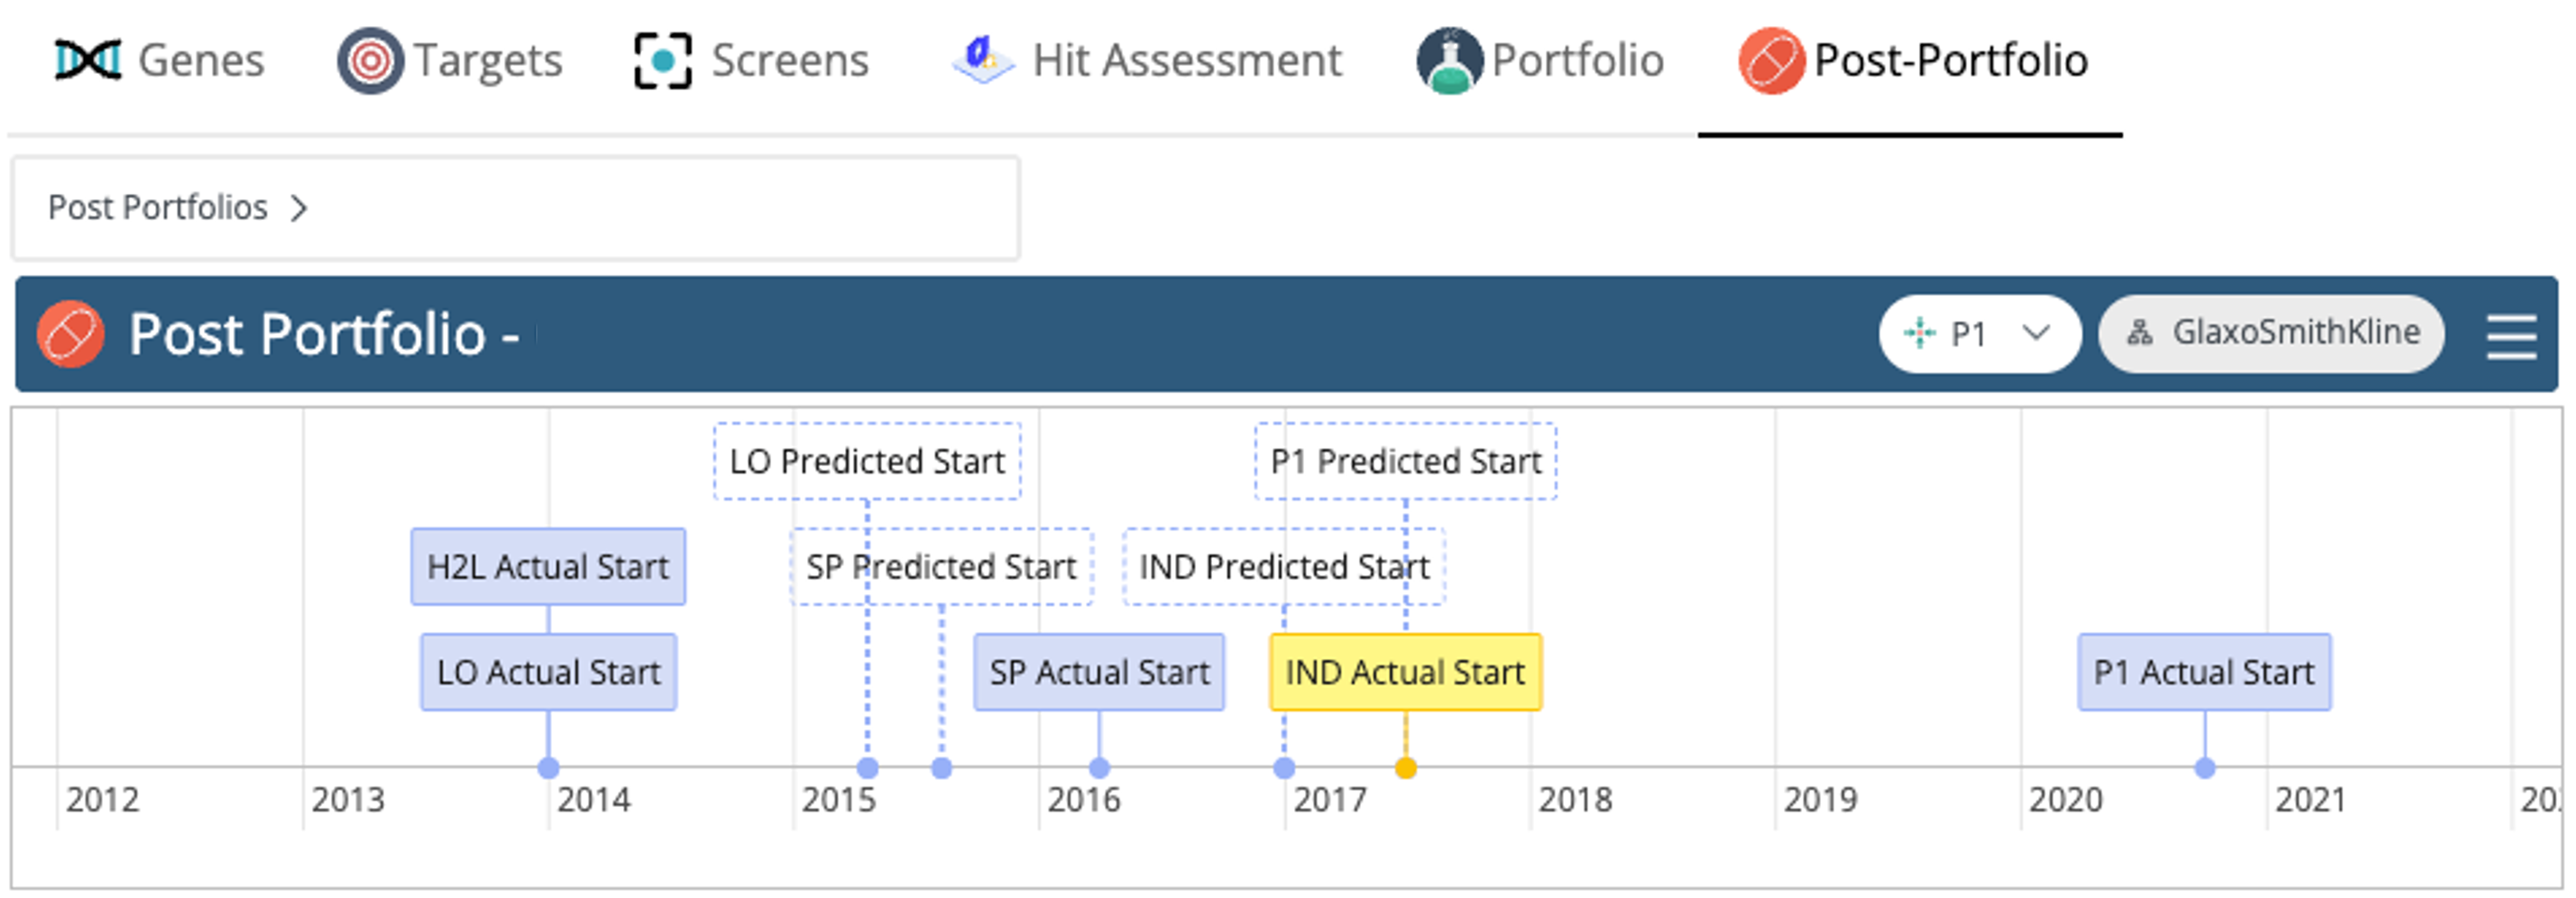 Genes Targets Screens Hit Assessment Portfolio Post-Portfolio
Post Portfolios >
Post Portfolio - P1 GlaxoSmithKline
LO Predicted Start P1 Predicted Start
H2L Actual Start SP Predicted Start IND Predicted Start
LO Actual Start SP Actual Start IND Actual Start P1 Actual Start
2012 2013 2014 2015 2016 2017 2018 2019 2020 2021